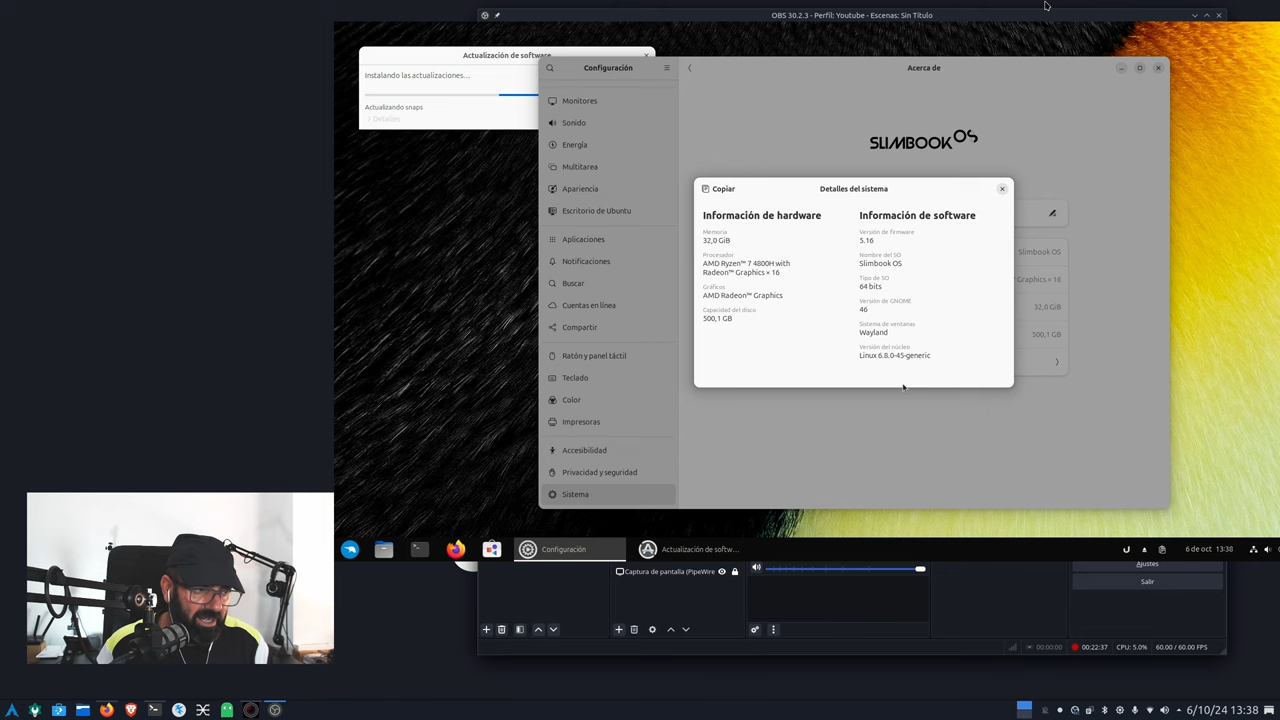 OBS 30.2.3 - Perfil: Youtube - Escenas: Sin Título
Actualización de software
Instalando las actualizaciones...
Actualizando snaps
Detalles
Configuración
Monitores
Sonido
Energía
Multitarea
Apariencia
Escritorio de Ubuntu
Aplicaciones
Notificaciones
Buscar
Cuentas en línea
Compartir
Ratón y panel táctil
Teclado
Color
Impresoras
Accesibilidad
Privacidad y seguridad
Sistema
Acerca de
SLIMBOOK OS
Slimbook OS
Graphics × 16
32,0 GiB
500,1 GB
Copiar
Detalles del sistema
Información de hardware
Memoria
32,0 GiB
Procesador
AMD Ryzen™ 7 4800H with
Radeon™ Graphics × 16
Gráficos
AMD Radeon™ Graphics
Capacidad del disco
500,1 GB
Información de software
Versión de firmware
5.16
Nombre del SO
Slimbook OS
Tipo de SO
64 bits
Versión de GNOME
46
Sistema de ventanas
Wayland
Versión del núcleo
Linux 6.8.0-45-generic
Configuración
Actualización de softw...
6 de oct 13:38
Captura de pantalla (PipeWire
Ajustes
Salir
00:00:00
00:22:37
CPU: 5.0%
60.00 / 60.00 FPS
6/10/24 13:38